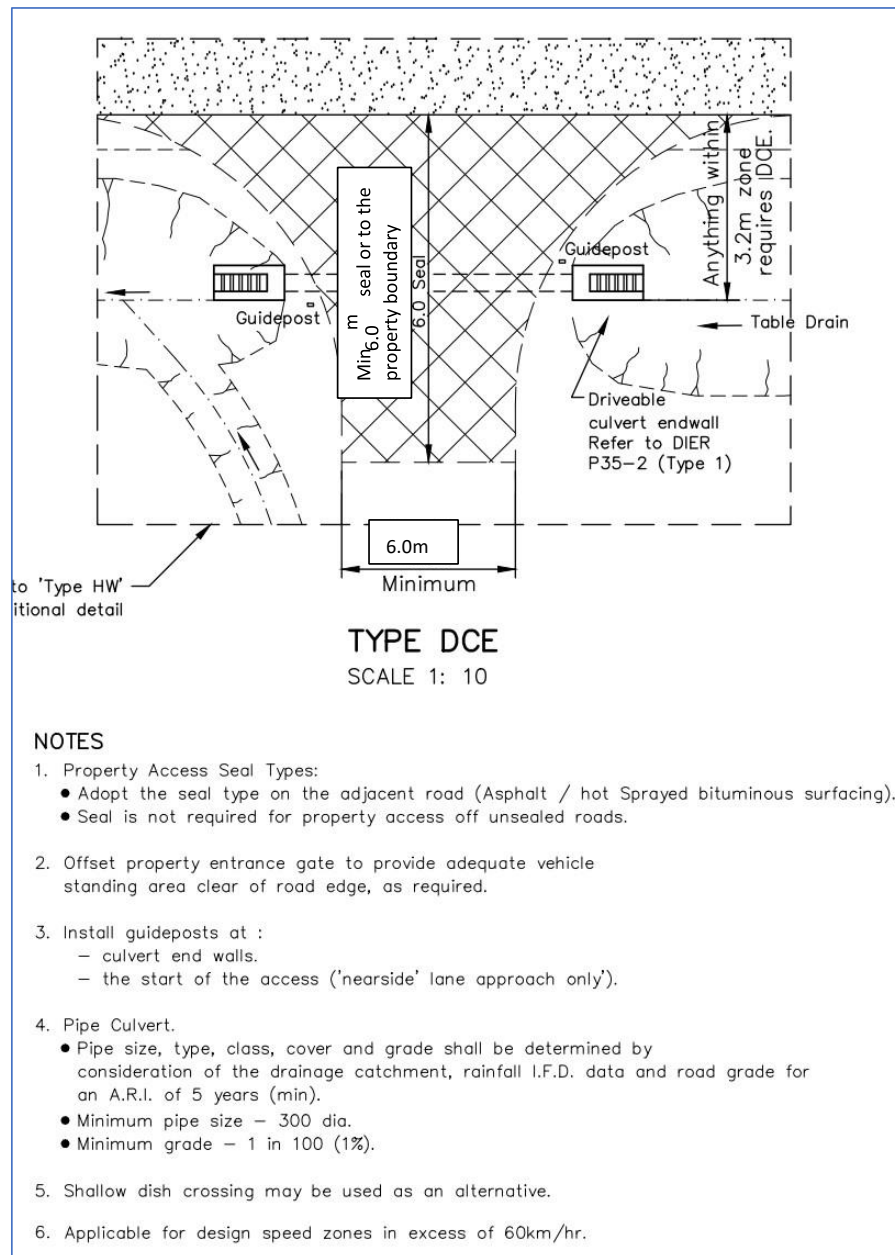 Anything within
3.2m zone
requires DCE.
Min 6.0 m seal or to the
property boundary
6.0 Seal
Guidepost
Guidepost
Table Drain
Driveable
culvert endwall
Refer to DIER
P35-2 (Type 1)
6.0m
Minimum
to 'Type HW'
itional detail
TYPE DCE
SCALE 1: 10
NOTES
1. Property Access Seal Types:
● Adopt the seal type on the adjacent road (Asphalt / hot Sprayed bituminous surfacing).
● Seal is not required for property access off unsealed roads.
2. Offset property entrance gate to provide adequate vehicle
standing area clear of road edge, as required.
3. Install guideposts at :
– culvert end walls.
– the start of the access ('nearside' lane approach only').
4. Pipe Culvert.
● Pipe size, type, class, cover and grade shall be determined by
consideration of the drainage catchment, rainfall I.F.D. data and road grade for
an A.R.I. of 5 years (min).
● Minimum pipe size – 300 dia.
● Minimum grade – 1 in 100 (1%).
5. Shallow dish crossing may be used as an alternative.
6. Applicable for design speed zones in excess of 60km/hr.